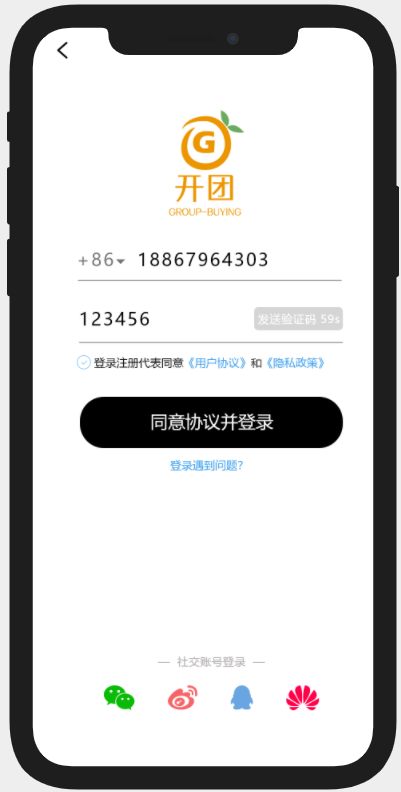 G
开团
GROUP-BUYING
+86 18867964303
123456 发送验证码 59s
登录注册代表同意《用户协议》和《隐私政策》
同意协议并登录
登录遇到问题?
— 社交账号登录 —